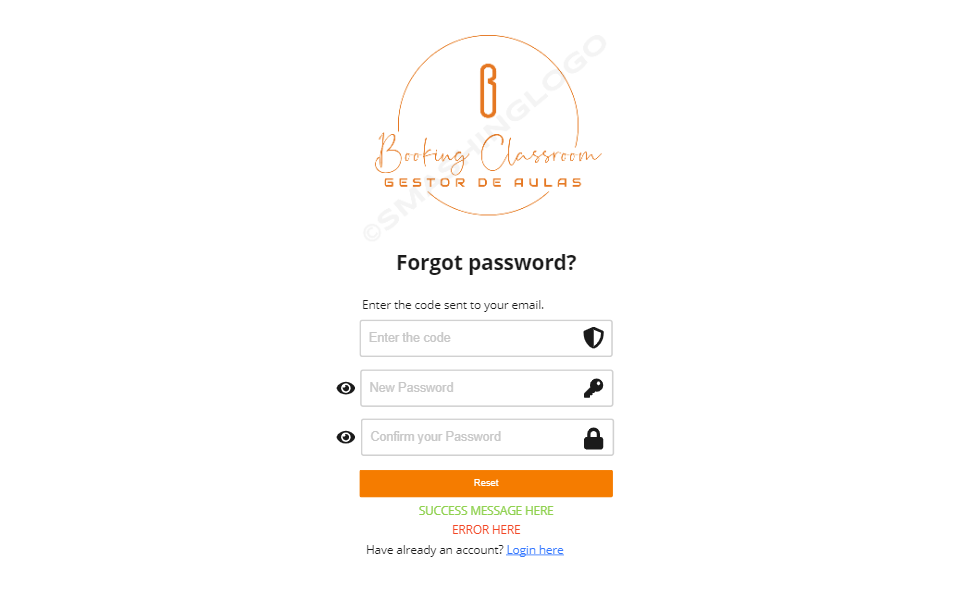 ©SMASHINGLOGO
B
Booking Classroom
GESTOR DE AULAS
Forgot password?
Enter the code sent to your email.
Enter the code
New Password
Confirm your Password
Reset
SUCCESS MESSAGE HERE
ERROR HERE
Have already an account? Login here